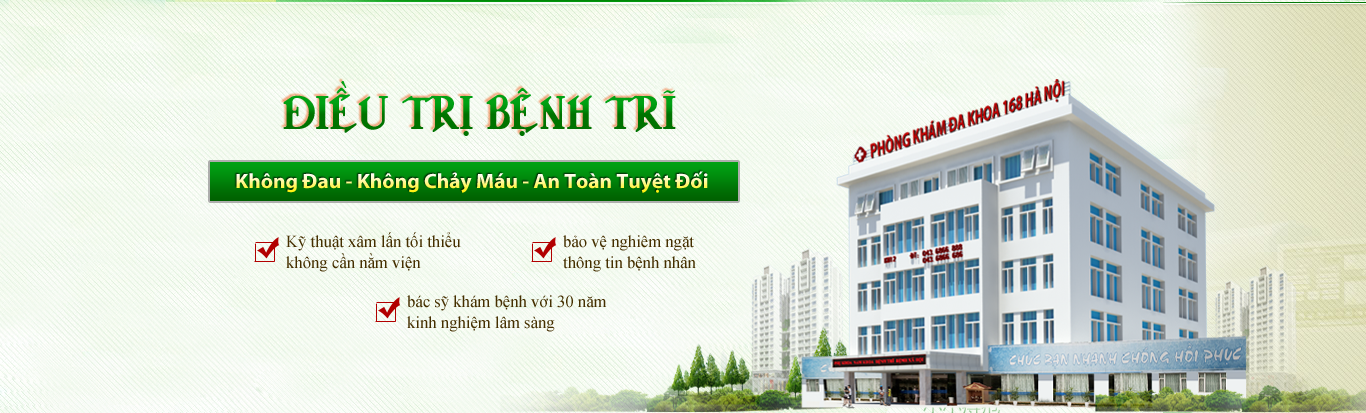 ĐIỀU TRỊ BỆNH TRĨ
Không Đau - Không Chảy Máu - An Toàn Tuyệt Đối
Kỹ thuật xâm lấn tối thiểu
không cần nằm viện
bảo vệ nghiêm ngặt
thông tin bệnh nhân
bác sỹ khám bệnh với 30 năm
kinh nghiệm lâm sàng
PHÒNG KHÁM ĐA KHOA 168 HÀ NỘI
CHÚC BẠN NHANH CHÓNG HỒI PHỤC